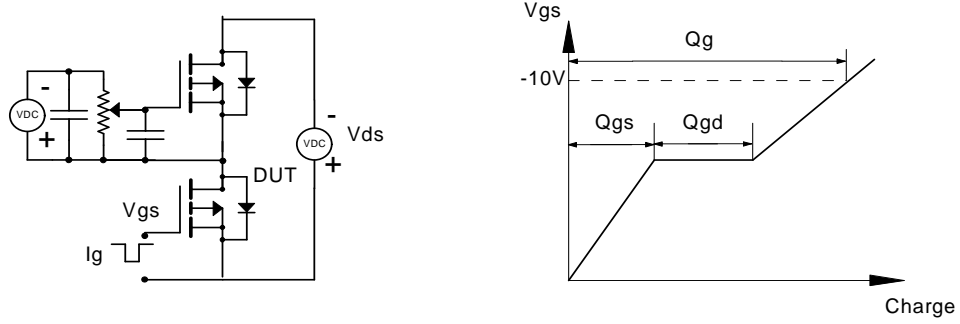 -
VDC
+
Vgs
Ig
DUT
-
VDC
+
Vds
Vgs
-10V
Qg
Qgs
Qgd
Charge